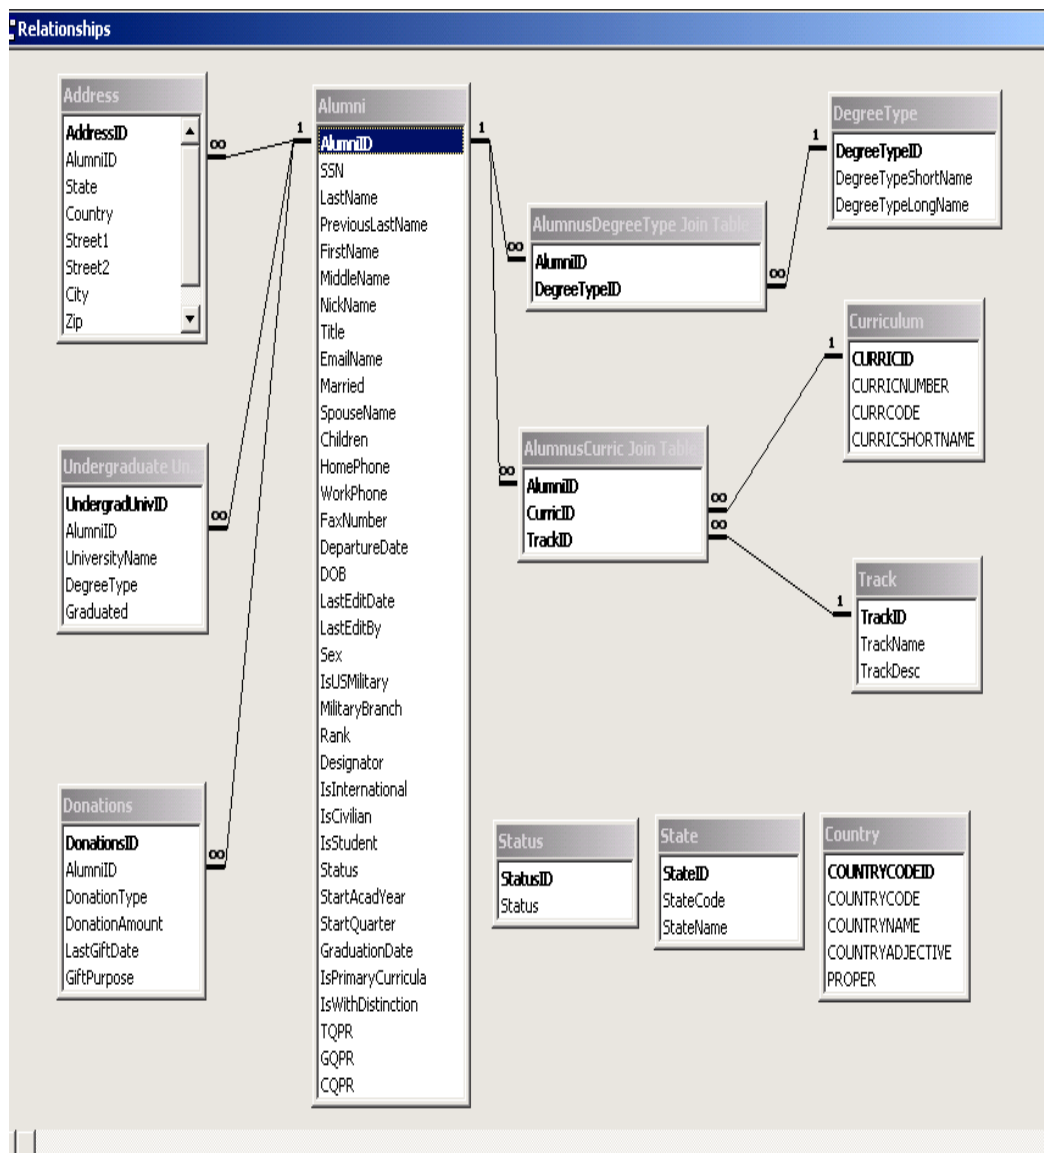 Relationships
Address
AddressID
AlumniID
State
Country
Street1
Street2
City
Zip
Undergraduate Un...
UndergradUnivID
AlumniID
UniversityName
DegreeType
Graduated
Donations
DonationsID
AlumniID
DonationType
DonationAmount
LastGiftDate
GiftPurpose
Alumni
AlumniID
SSN
LastName
PreviousLastName
FirstName
MiddleName
NickName
Title
EmailName
Married
SpouseName
Children
HomePhone
WorkPhone
FaxNumber
DepartureDate
DOB
LastEditDate
LastEditBy
Sex
IsUSMilitary
MilitaryBranch
Rank
Designator
IsInternational
IsCivilian
IsStudent
Status
StartAcadYear
StartQuarter
GraduationDate
IsPrimaryCurricula
IsWithDistinction
TQPR
GQPR
CQPR
AlumnusDegreeType Join Table
AlumniID
DegreeTypeID
AlumnusCurric Join Table
AlumniID
CurricID
TrackID
DegreeType
DegreeTypeID
DegreeTypeShortName
DegreeTypeLongName
Curriculum
CURRICID
CURRICNUMBER
CURRCODE
CURRICSHORTNAME
Track
TrackID
TrackName
TrackDesc
Status
StatusID
Status
State
StateID
StateCode
StateName
Country
COUNTRYCODEID
COUNTRYCODE
COUNTRYNAME
COUNTRYADJECTIVE
PROPER
1
∞
∞
∞
1
∞
∞
1
∞
1
∞
∞
1